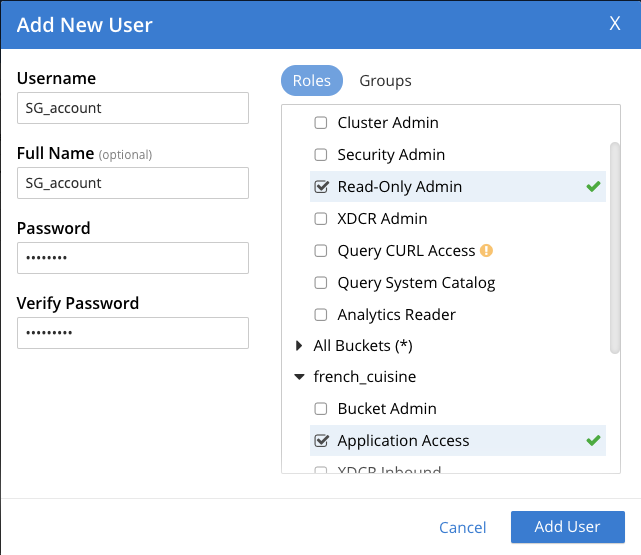 Add New User
X
Username
SG_account
Full Name (optional)
SG_account
Password
••••••••
Verify Password
•••••••••
Roles
Groups
Cluster Admin
Security Admin
Read-Only Admin
XDCR Admin
Query CURL Access
Query System Catalog
Analytics Reader
All Buckets (*)
french_cuisine
Bucket Admin
Application Access
XDCR Inbound
Cancel
Add User